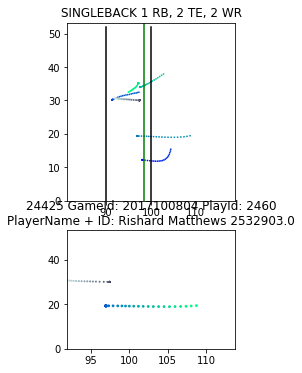 SINGLEBACK 1 RB, 2 TE, 2 WR
50
40
30
20
10
0
90 100 110
24425 GameId: 2017100804 PlayId: 2460
PlayerName + ID: Rishard Matthews 2532903.0
40
20
0
95 100 105 110